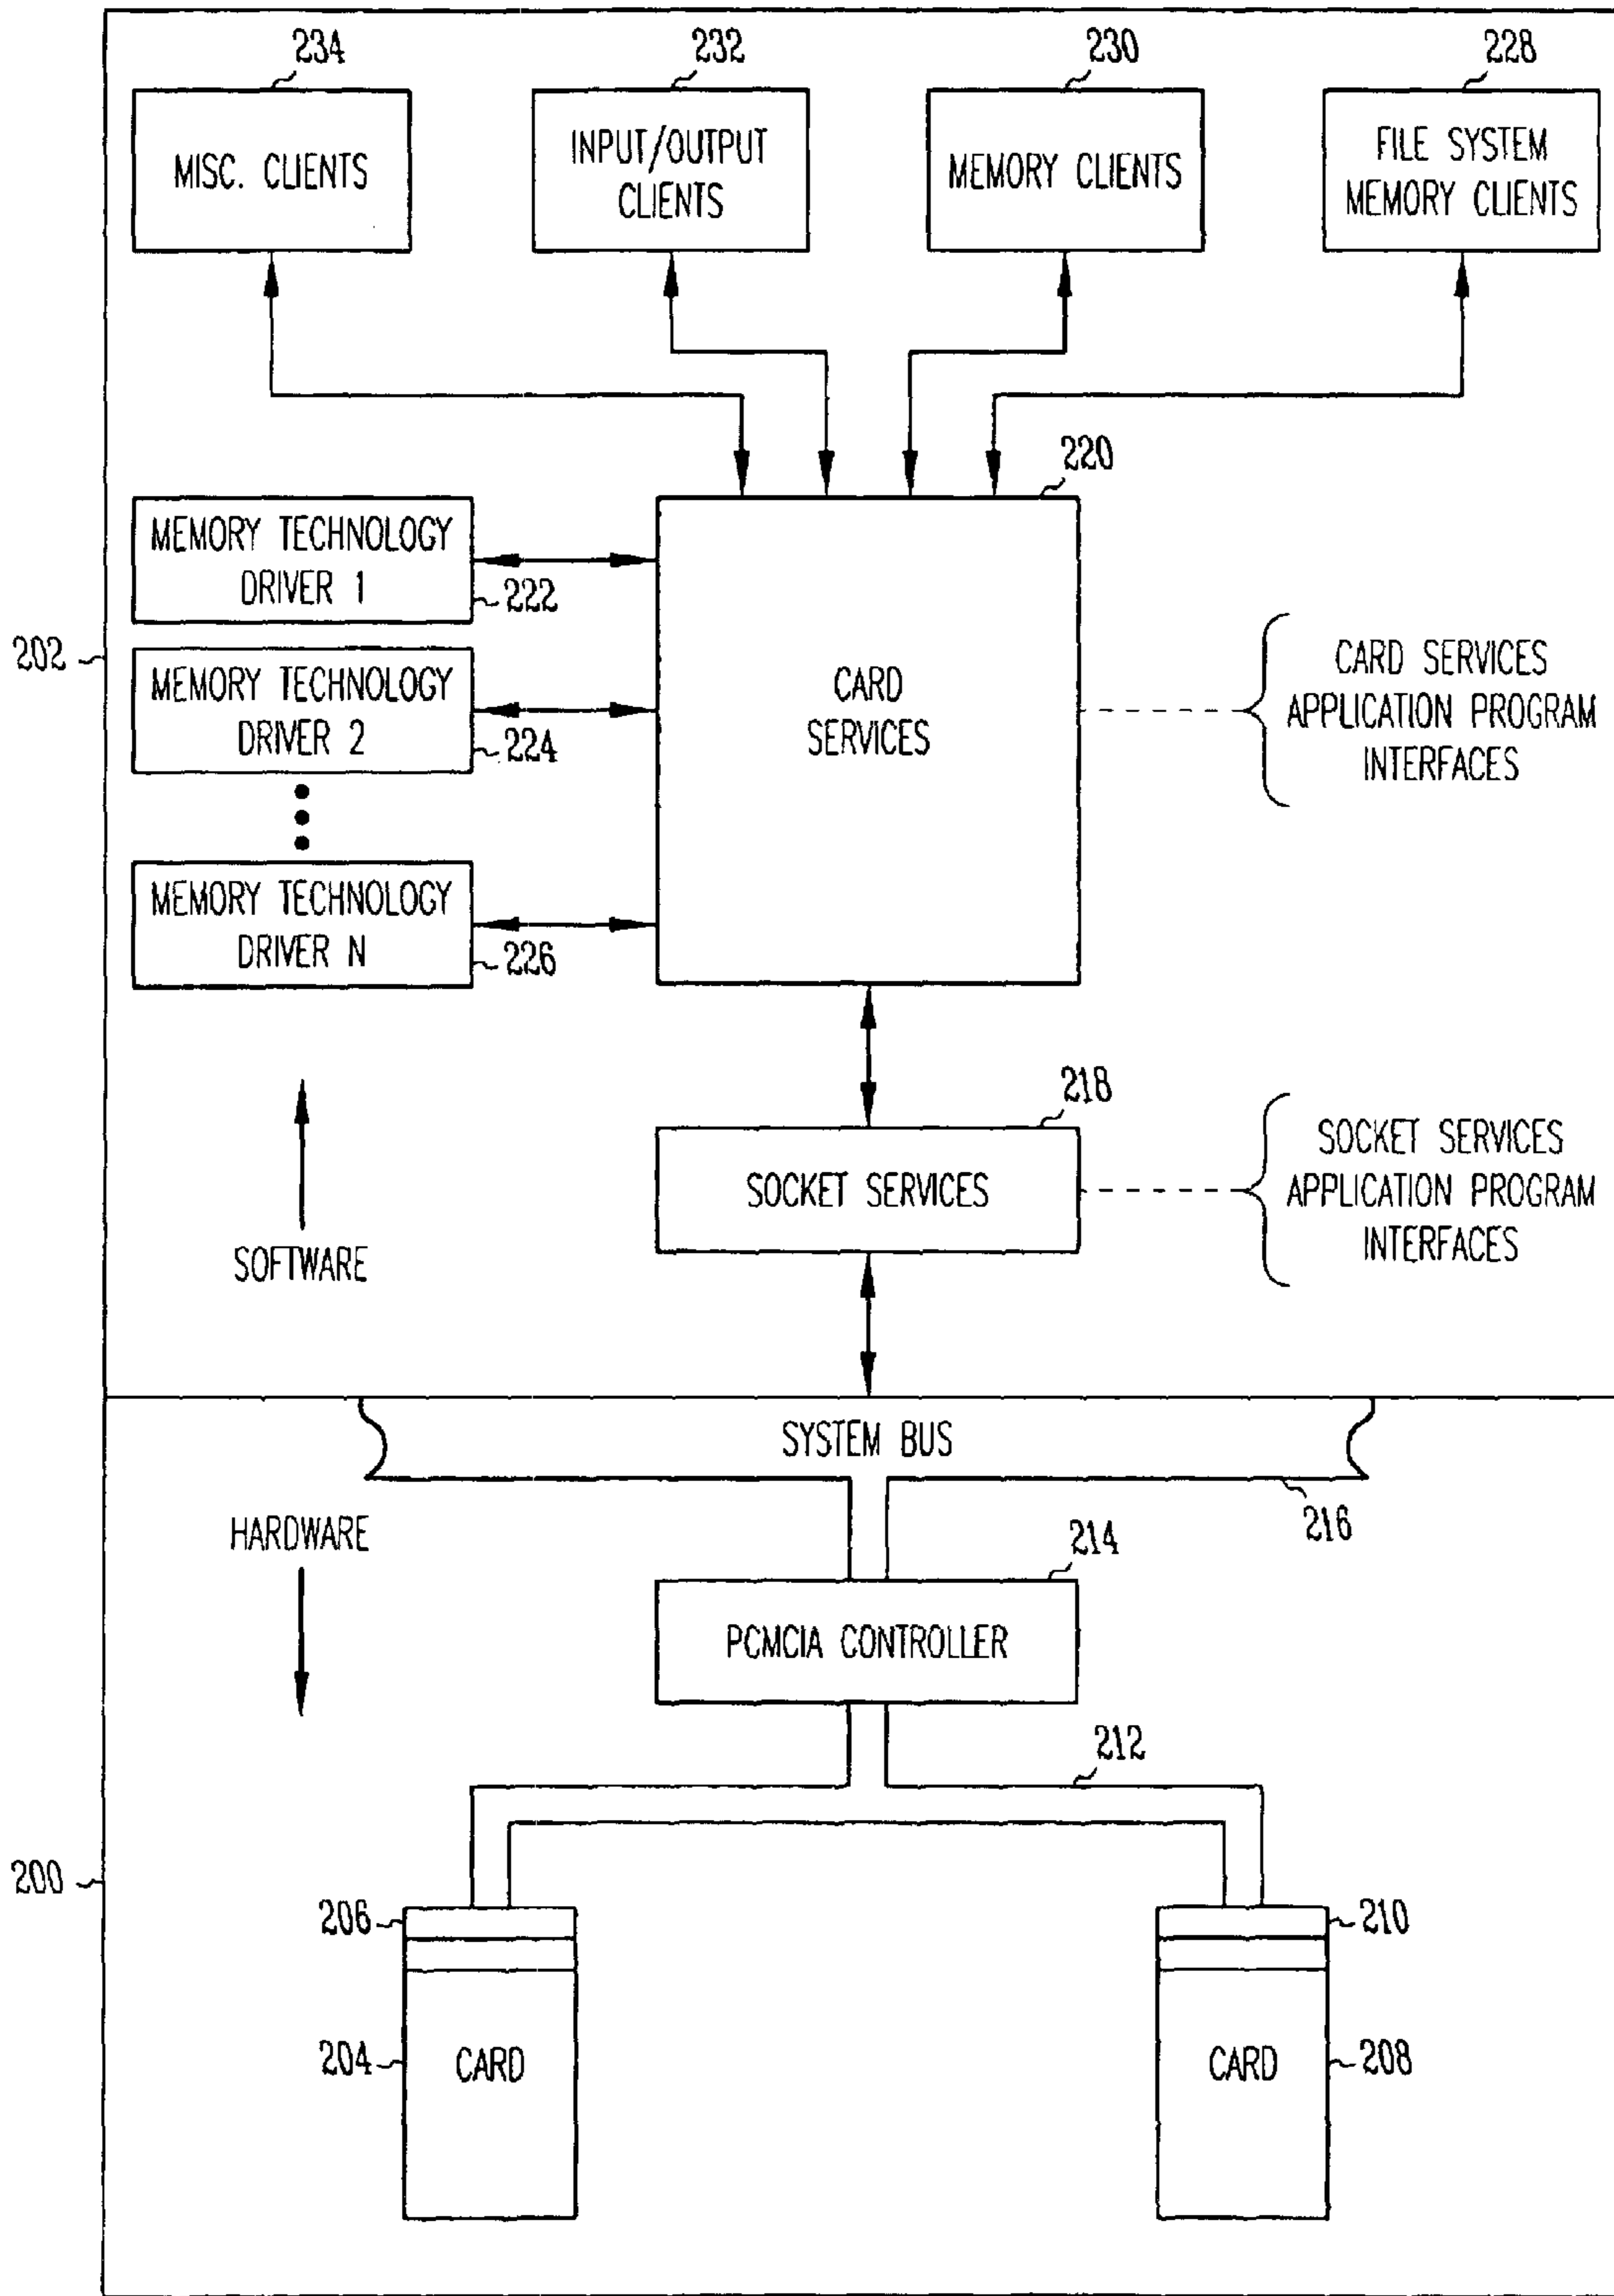 234
232
230
228
MISC. CLIENTS
INPUT/OUTPUT
CLIENTS
MEMORY CLIENTS
FILE SYSTEM
MEMORY CLIENTS
220
MEMORY TECHNOLOGY
DRIVER 1
222
202
MEMORY TECHNOLOGY
DRIVER 2
224
MEMORY TECHNOLOGY
DRIVER N
226
CARD
SERVICES
CARD SERVICES
APPLICATION PROGRAM
INTERFACES
218
SOCKET SERVICES
SOCKET SERVICES
APPLICATION PROGRAM
INTERFACES
SOFTWARE
SYSTEM BUS
216
HARDWARE
214
PCMCIA CONTROLLER
212
200
206
210
204
CARD
CARD
208